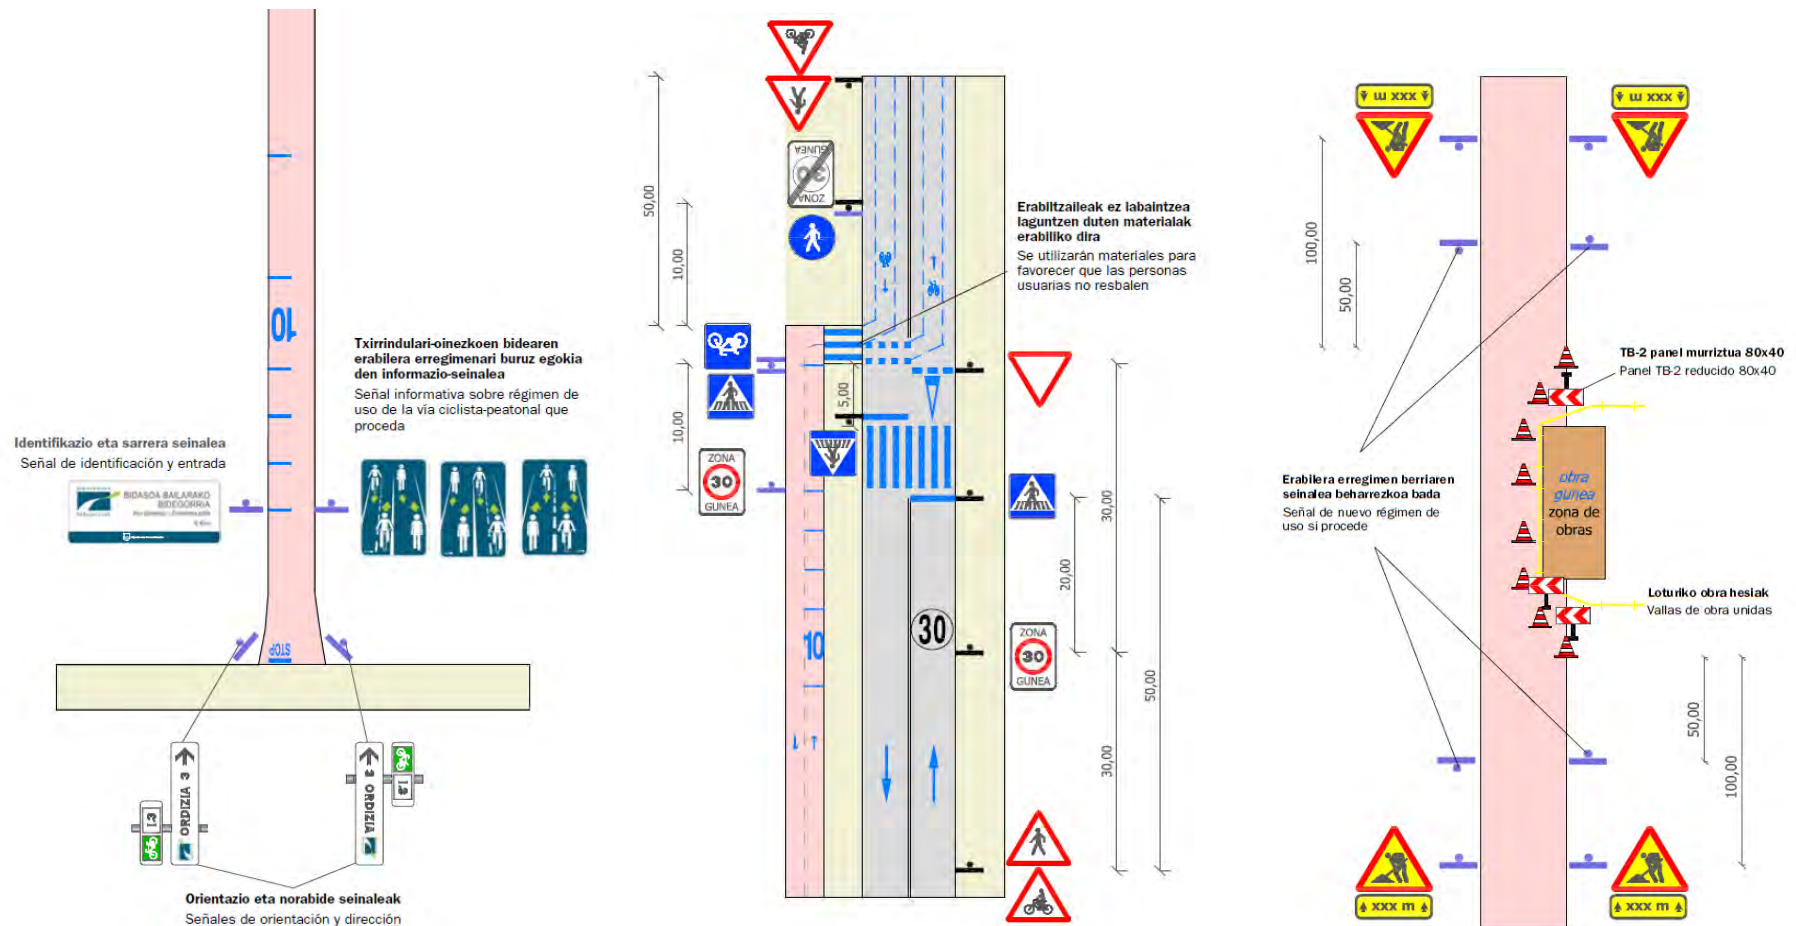 10
Txirrindulari-oinezkoen bidearen
erabilera erregimenari buruz egokia
den informazio-seinalea
Señal informativa sobre régimen de
uso de la vía ciclista-peatonal que
proceda
Identifikazio eta sarrera seinalea
Señal de identificación y entrada
BIDASOA BAILARAKO
BIDEGORRIA
STOP
ORDIZIA 3
1.3
3 ORDIZIA
1.3
Orientazio eta norabide seinaleak
Señales de orientación y dirección
50,00
10,00
ZONA
30
GUNEA
Erabiltzaileak ez labaintzea
laguntzen duten materialak
erabiliko dira
Se utilizarán materiales para
favorecer que las personas
usuarias no resbalen
5,00
10,00
ZONA
30
GUNEA
10
30
30,00
20,00
ZONA
30
GUNEA
50,00
30,00
xxx m
xxx m
100,00
50,00
TB-2 panel murriztua 80x40
Panel TB-2 reducido 80x40
obra
gunea
zona de
obras
Erabilera erregimen berriaren
seinalea beharrezkoa bada
Señal de nuevo régimen de
uso si procede
Loturiko obra hesiak
Vallas de obra unidas
50,00
100,00
xxx m
xxx m